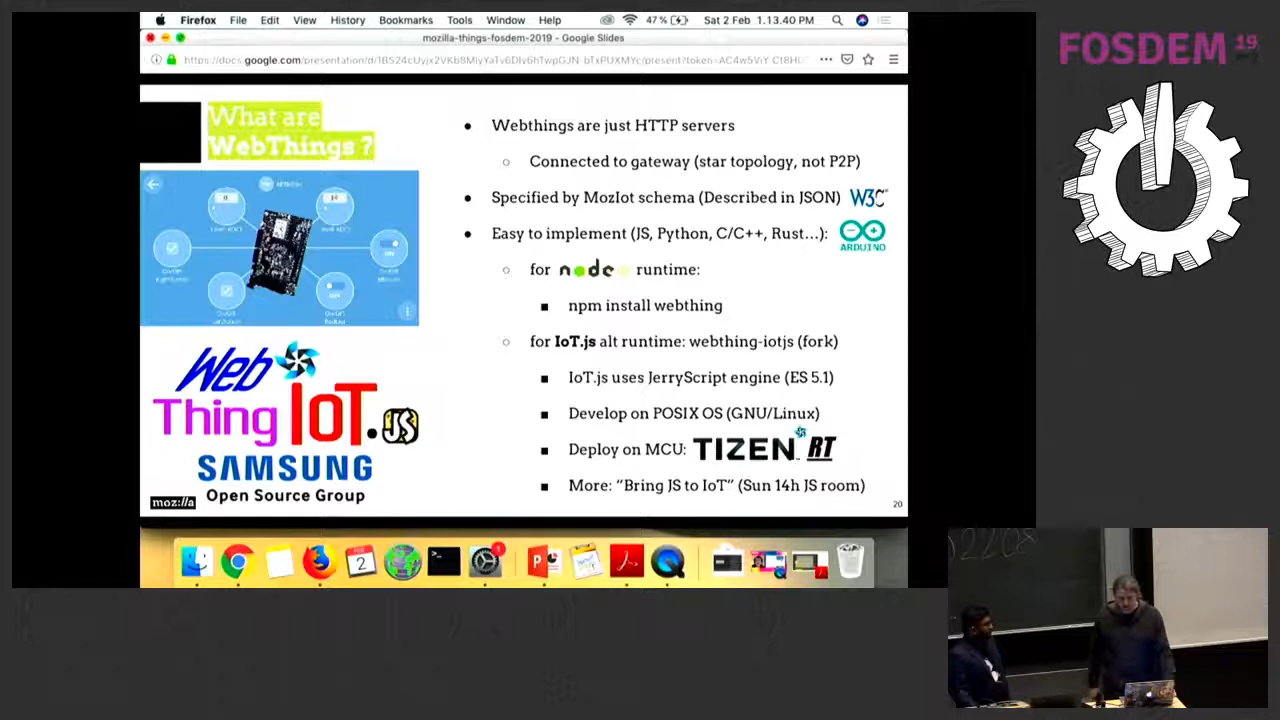 Firefox File Edit View History Bookmarks Tools Window Help 47 % Sat 2 Feb 1.13.40 PM
mozilla-things-fosdem-2019 - Google Slides
FOSDEM 19
What are
WebThings ?
● Webthings are just HTTP servers
○ Connected to gateway (star topology, not P2P)
● Specified by MozIot schema (Described in JSON) W3C
● Easy to implement (JS, Python, C/C++, Rust...): ARDUINO
○ for node runtime:
■ npm install webthing
○ for IoT.js alt runtime: webthing-iotjs (fork)
■ IoT.js uses JerryScript engine (ES 5.1)
■ Develop on POSIX OS (GNU/Linux)
■ Deploy on MCU: TIZEN RT
■ More: “Bring JS to IoT” (Sun 14h JS room)
Web
Thing IoT.JS
SAMSUNG
Open Source Group
moz://a
20
FEB
2